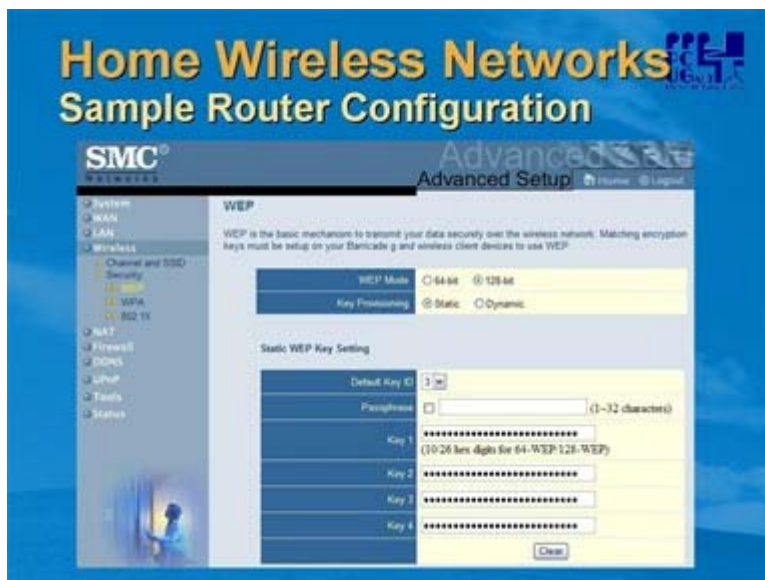 Home Wireless Networks
Sample Router Configuration
SMC®
Networks
Advanced Setup
Home Logout
System
WAN
LAN
Wireless
Channel and SSID
Security
WEP
WPA
802.1X
NAT
Firewall
DDNS
UPnP
Tools
Status
WEP
WEP is the basic mechanism to transmit your data securely over the wireless network. Matching encryption
keys must be setup on your Barricade g and wireless client devices to use WEP
WEP Mode 64-bit 128-bit
Key Provisioning Static Dynamic
Static WEP Key Setting
Default Key ID 3
Passphrase (1~32 characters)
Key 1
(10/26 hex digits for 64-WEP/128-WEP)
Key 2
Key 3
Key 4
Clear